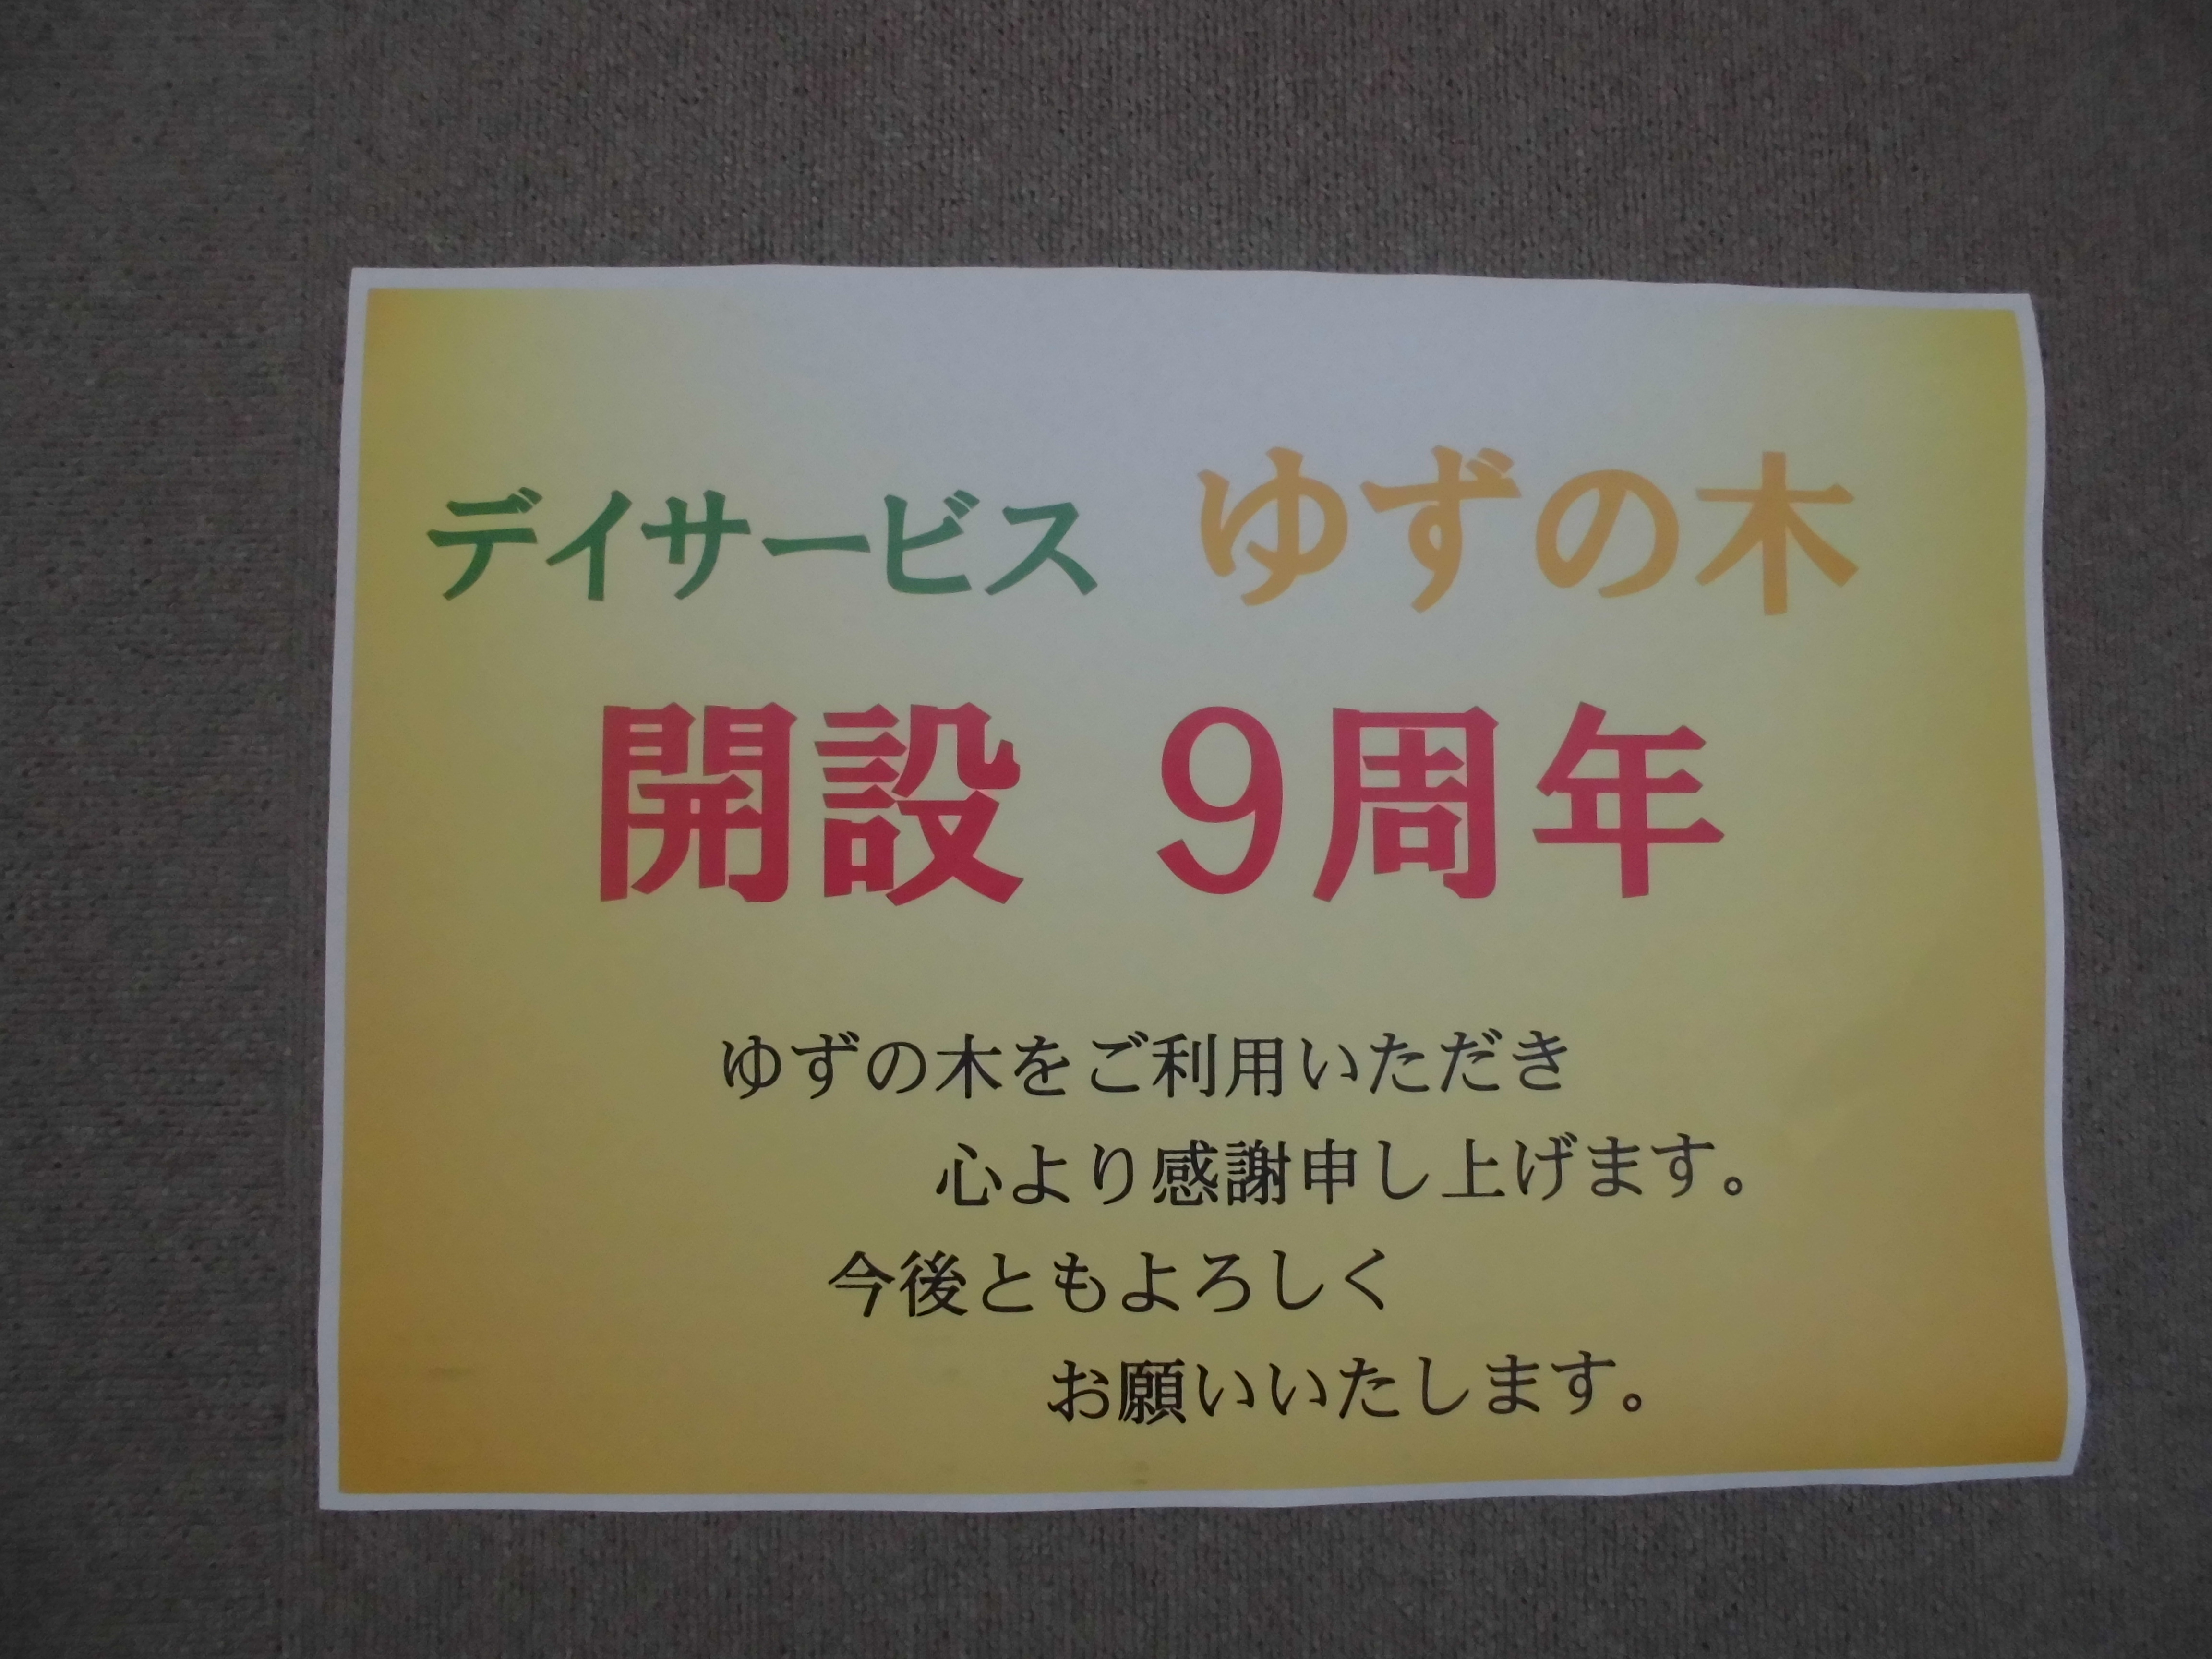 デイサービス ゆずの木
開設 9周年
ゆずの木をご利用いただき
心より感謝申し上げます。
今後ともよろしく
お願いいたします。